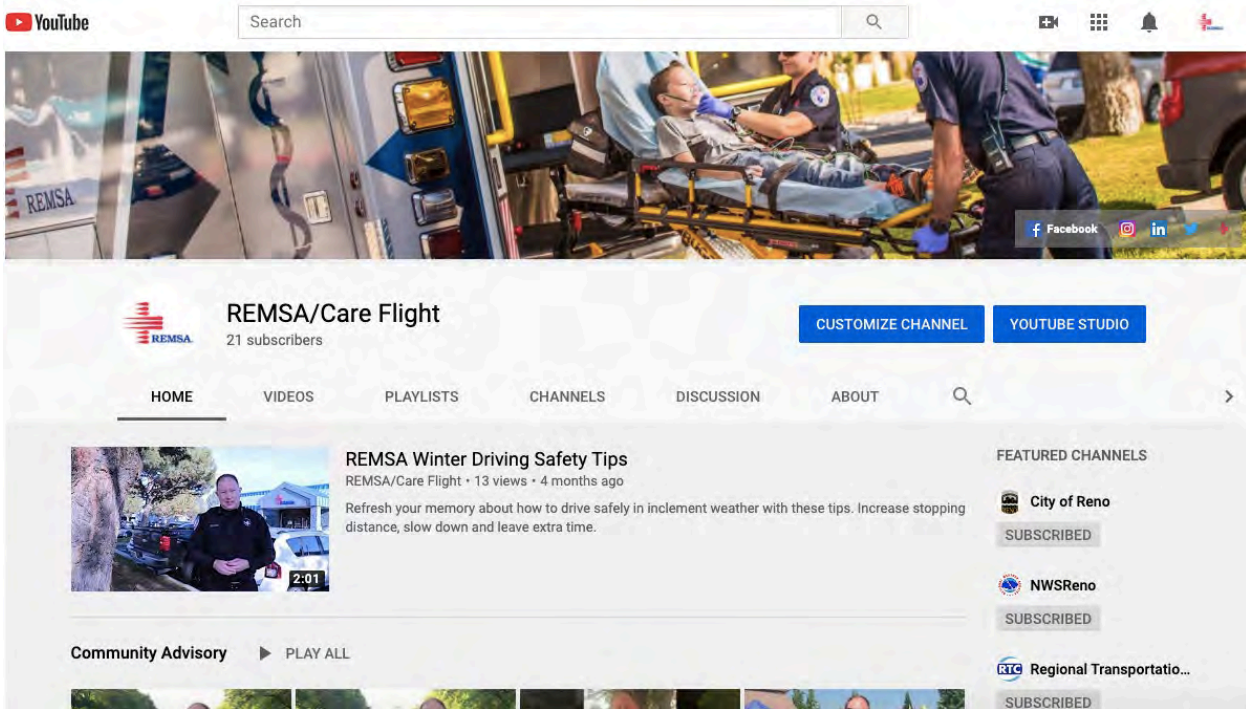 YouTube
Search
REMSA
Facebook
REMSA
REMSA/Care Flight
21 subscribers
CUSTOMIZE CHANNEL
YOUTUBE STUDIO
HOME VIDEOS PLAYLISTS CHANNELS DISCUSSION ABOUT
REMSA Winter Driving Safety Tips
REMSA/Care Flight • 13 views • 4 months ago
Refresh your memory about how to drive safely in inclement weather with these tips. Increase stopping
distance, slow down and leave extra time.
2:01
Community Advisory PLAY ALL
FEATURED CHANNELS
City of Reno
SUBSCRIBED
NWSReno
SUBSCRIBED
RTC Regional Transportatio...
SUBSCRIBED